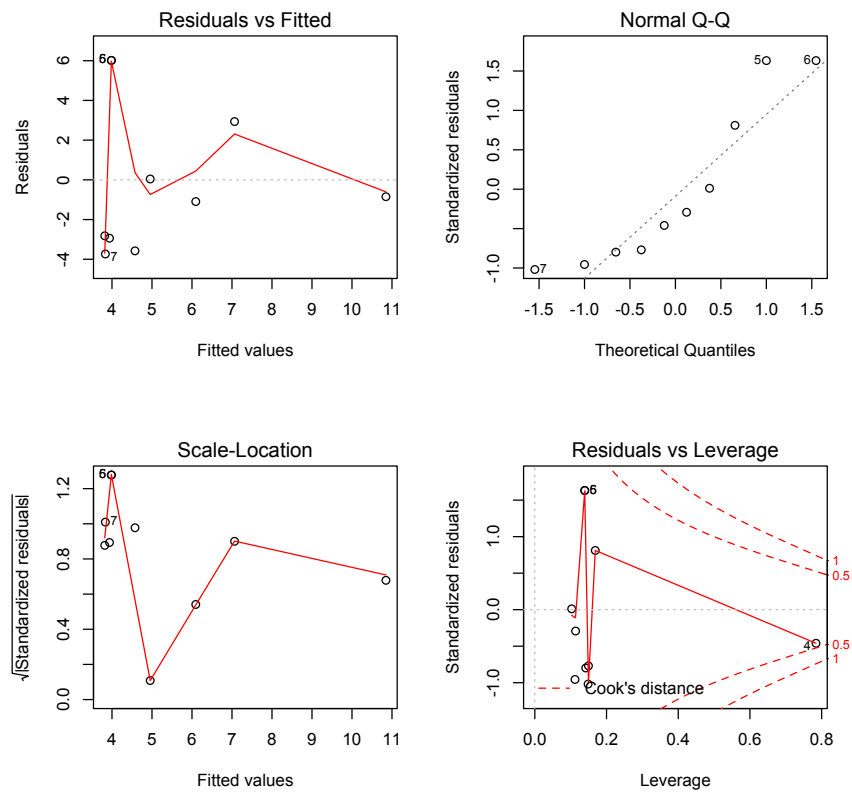 Residuals vs Fitted
Residuals
6
4
2
0
-2
-4
5
6
7
4 5 6 7 8 9 10 11
Fitted values
Normal Q-Q
Standardized residuals
1.5
1.0
0.5
0.0
-1.0
5
6
7
-1.5 -1.0 -0.5 0.0 0.5 1.0 1.5
Theoretical Quantiles
Scale-Location
√|Standardized residuals|
1.2
0.8
0.4
0.0
5
6
7
4 5 6 7 8 9 10 11
Fitted values
Residuals vs Leverage
Standardized residuals
1.0
0.0
-1.0
6
4
1
0.5
0.5
1
Cook's distance
0.0 0.2 0.4 0.6 0.8
Leverage